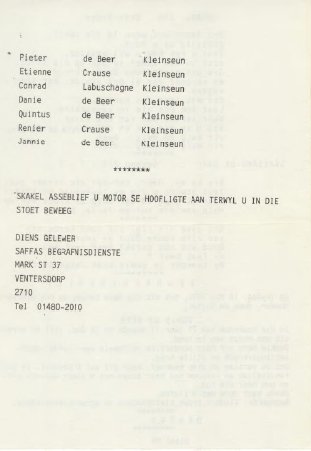 Pieter de Beer Kleinseun
Etienne Crause Kleinseun
Conrad Labuschagne Kleinseun
Danie de Beer Kleinseun
Quintus de Beer Kleinseun
Renier Crause Kleinseun
Jannie de Beer Kleinseun
********
SKAKEL ASSEBLIEF U MOTOR SE HOOFLIGTE AAN TERWYL U IN DIE
STOET BEWEEG
DIENS GELEWER
SAFFAS BEGRAFNISDIENSTE
MARK ST 37
VENTERSDORP
2710
Tel 01480-2010